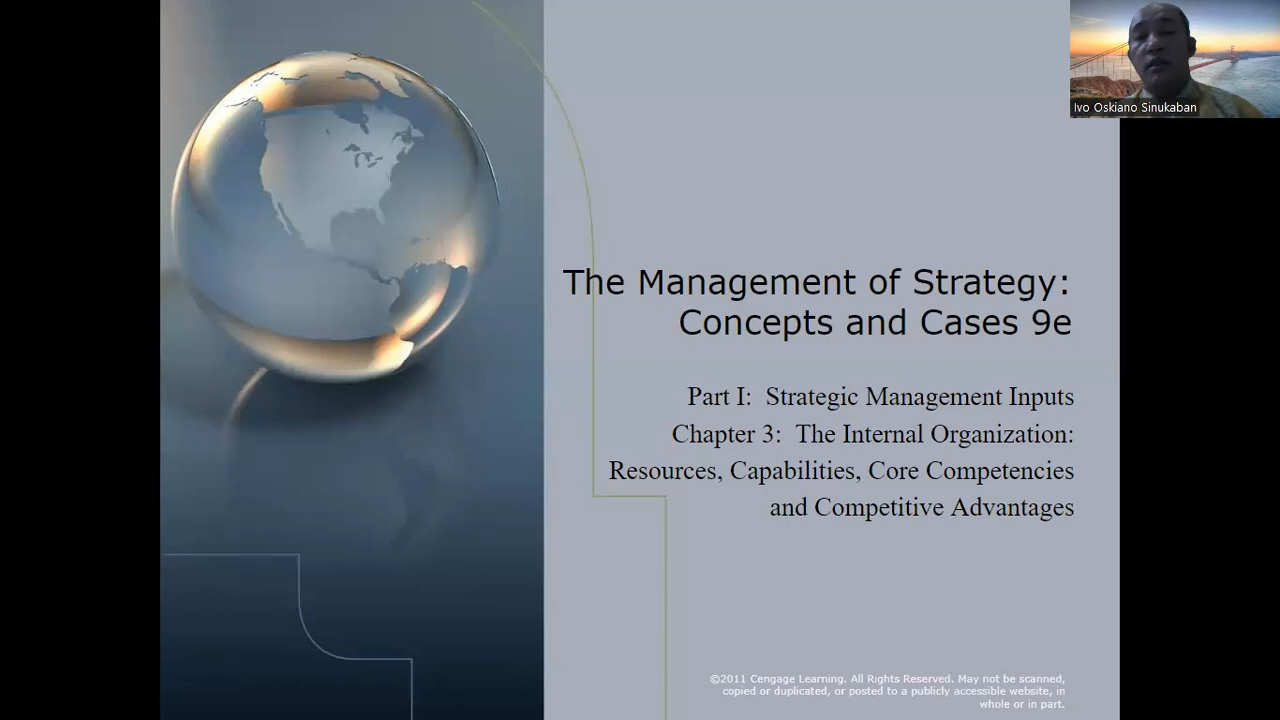 Ivo Oskiano Sinukaban
The Management of Strategy:
Concepts and Cases 9e
Part I:  Strategic Management Inputs
Chapter 3:  The Internal Organization:
Resources, Capabilities, Core Competencies
and Competitive Advantages
©2011 Cengage Learning. All Rights Reserved. May not be scanned,
copied or duplicated, or posted to a publicly accessible website, in
whole or in part.